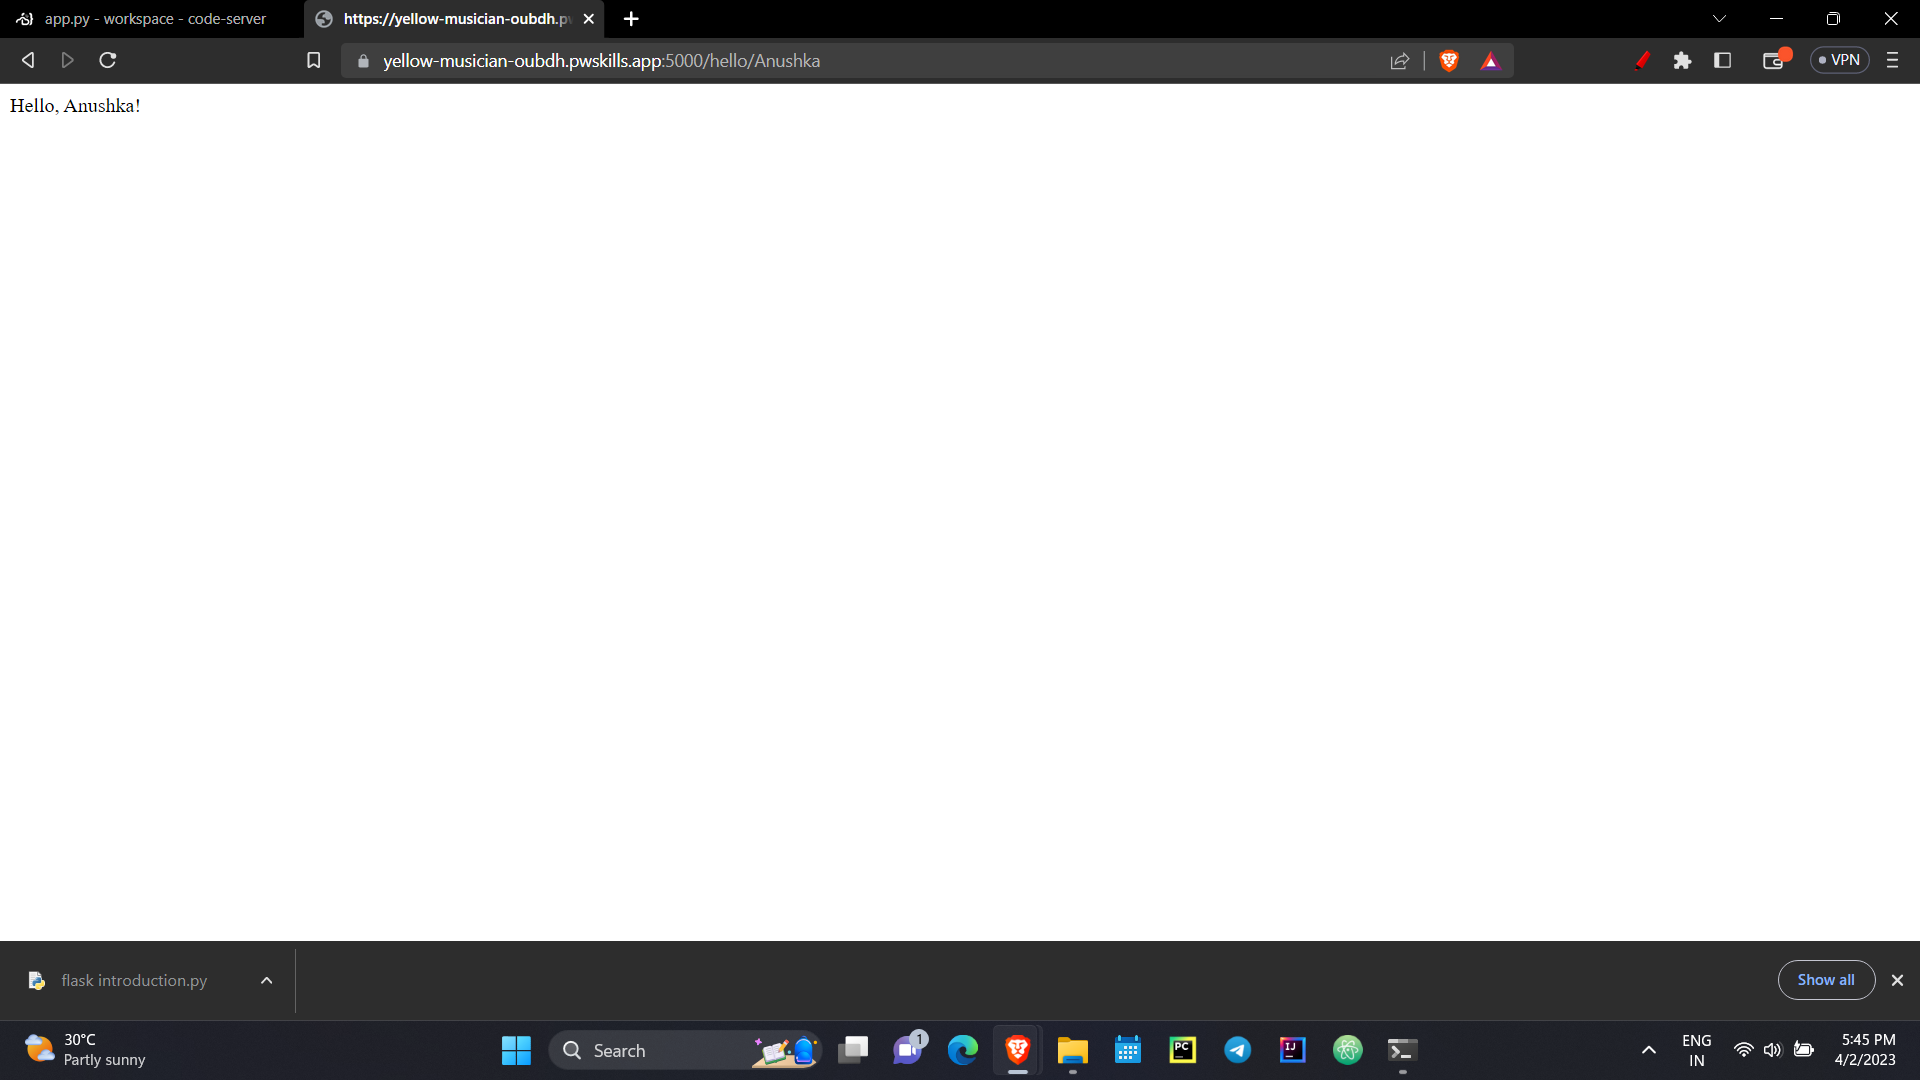 app.py - workspace - code-server
https://yellow-musician-oubdh.pw
yellow-musician-oubdh.pwskills.app:5000/hello/Anushka
VPN
Hello, Anushka!
flask introduction.py
Show all
30°C
Partly sunny
Search
1
PC
IJ
ENG
IN
5:45 PM
4/2/2023